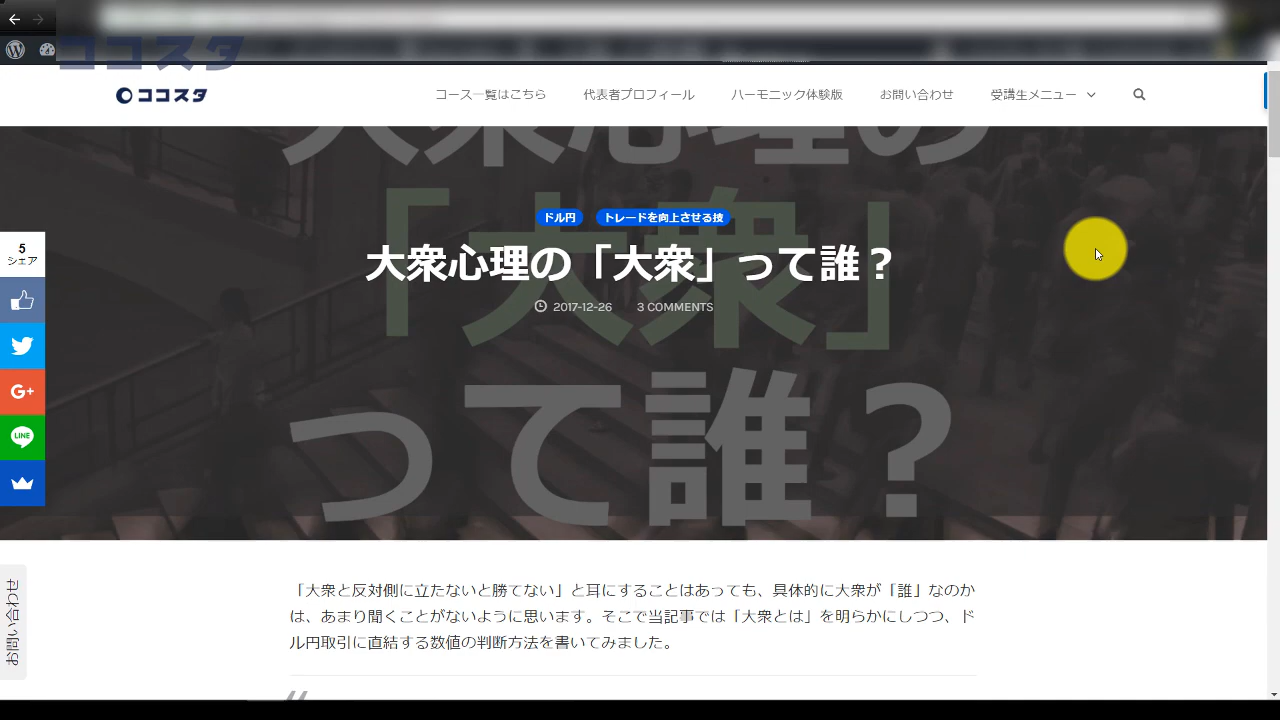 ココスタ
ココスタ
コース一覧はこちら 代表者プロフィール ハーモニック体験版 お問い合わせ 受講生メニュー
大衆心理の
「大衆」
って誰？
ドル円 トレードを向上させる技
大衆心理の「大衆」って誰？
2017-12-26 3 COMMENTS
5
シェア
G+
LINE
お問い合わせ
「大衆と反対側に立たないと勝てない」と耳にすることはあっても、具体的に大衆が「誰」なのか
は、あまり聞くことがないように思います。そこで当記事では「大衆とは」を明らかにしつつ、ド
ル円取引に直結する数値の判断方法を書いてみました。